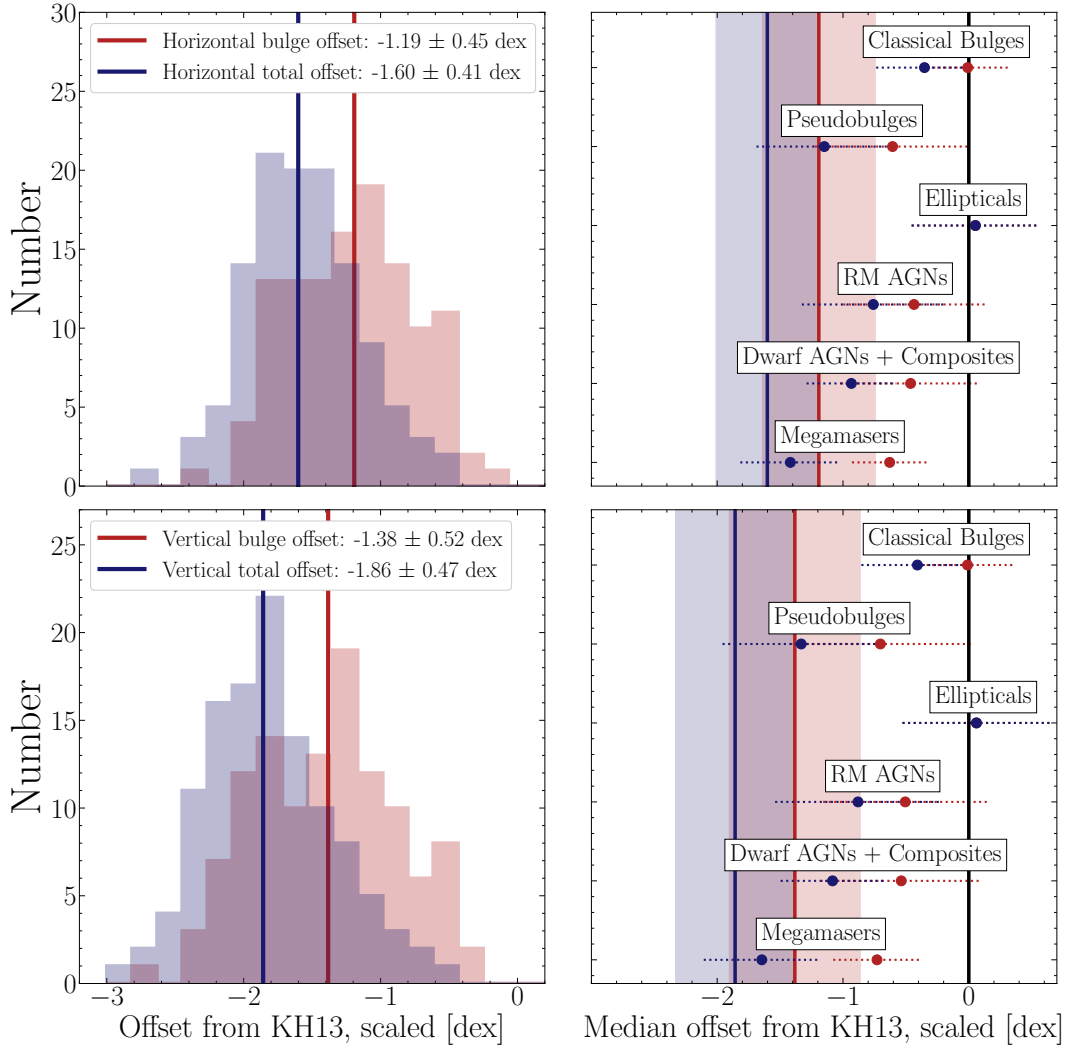 30
25
20
15
10
5
0
Number
Horizontal bulge offset: -1.19 ± 0.45 dex
Horizontal total offset: -1.60 ± 0.41 dex
Classical Bulges
Pseudobulges
Ellipticals
RM AGNs
Dwarf AGNs + Composites
Megamasers
25
20
15
10
5
0
Number
Vertical bulge offset: -1.38 ± 0.52 dex
Vertical total offset: -1.86 ± 0.47 dex
−3 −2 −1 0
Offset from KH13, scaled [dex]
Classical Bulges
Pseudobulges
Ellipticals
RM AGNs
Dwarf AGNs + Composites
Megamasers
−2 −1 0
Median offset from KH13, scaled [dex]